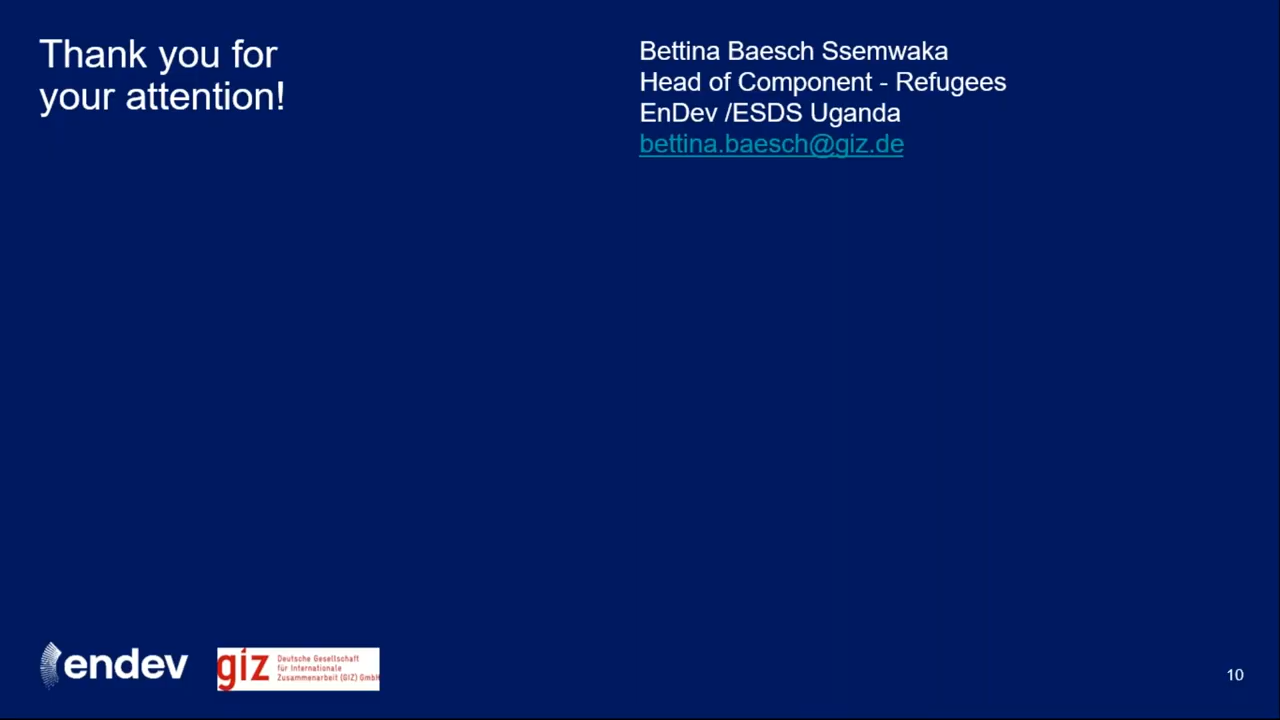 Thank you for
your attention!
Bettina Baesch Ssemwaka
Head of Component - Refugees
EnDev /ESDS Uganda
bettina.baesch@giz.de
endev
giz
Deutsche Gesellschaft
für Internationale
Zusammenarbeit (GIZ) GmbH
10